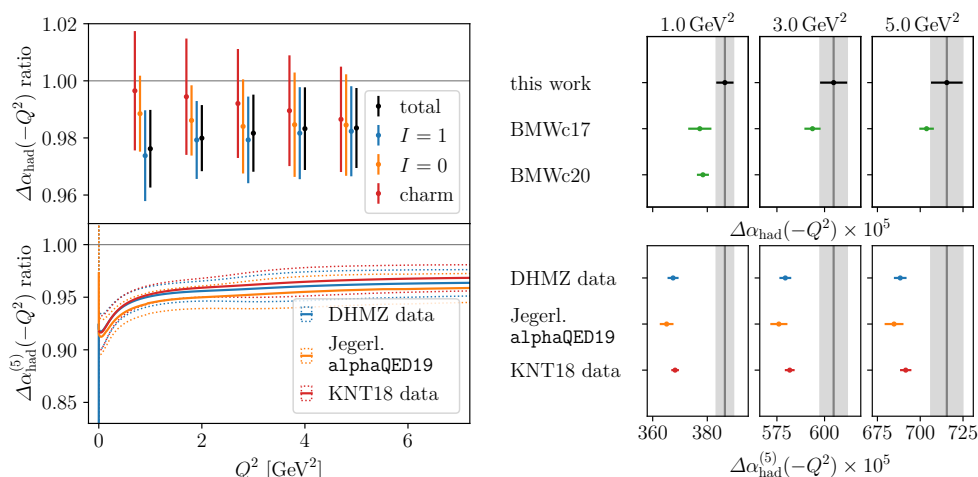 1.02
1.00
0.98
0.96
Δα_had(−Q²) ratio
total
I = 1
I = 0
charm
1.00
0.95
0.90
0.85
Δα_had^(5)(−Q²) ratio
DHMZ data
Jegerl.
alphaQED19
KNT18 data
0 2 4 6
Q² [GeV²]
1.0 GeV² 3.0 GeV² 5.0 GeV²
this work
BMWc17
BMWc20
Δα_had(−Q²) × 10⁵
DHMZ data
Jegerl.
alphaQED19
KNT18 data
360 380 575 600 675 700 725
Δα_had^(5)(−Q²) × 10⁵